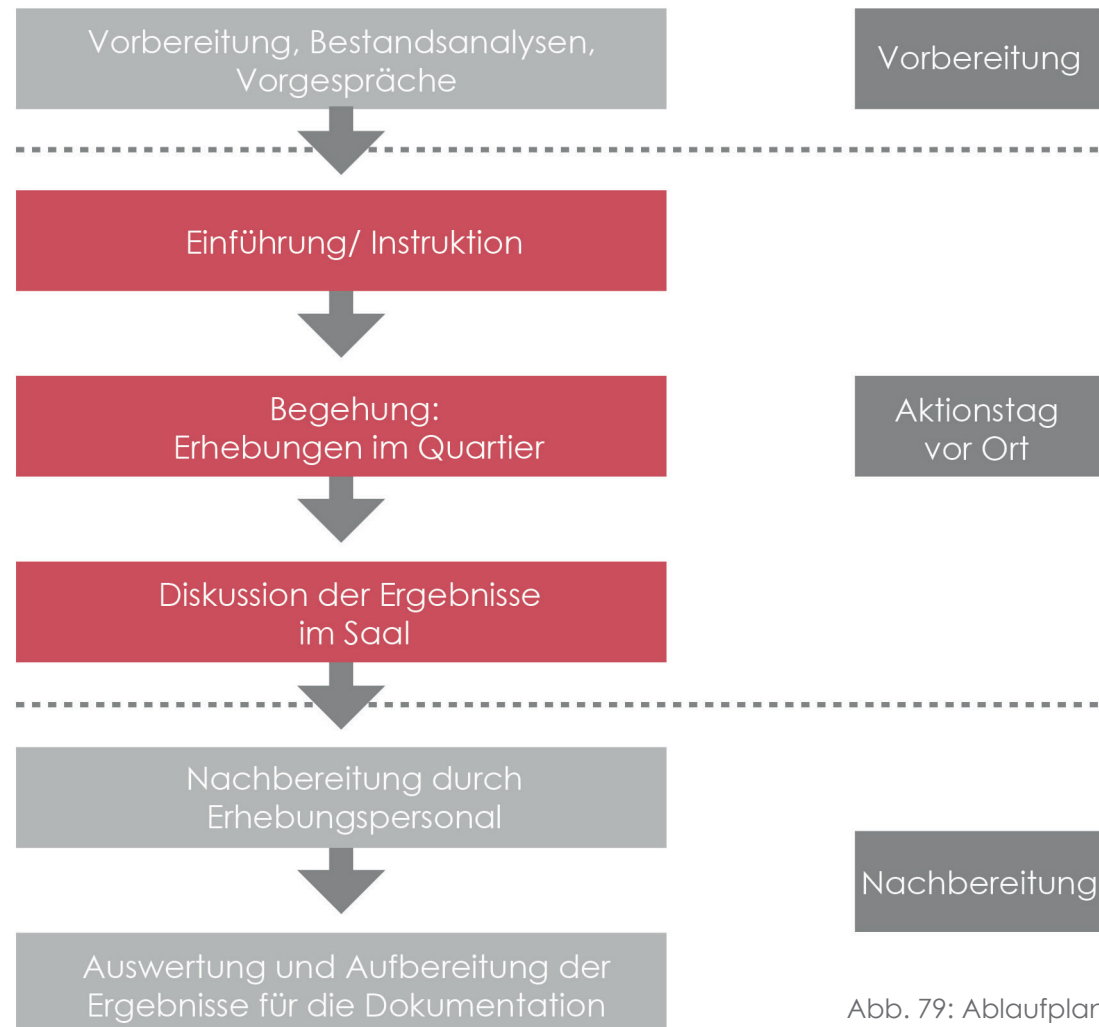 Vorbereitung, Bestandsanalysen,
Vorgespräche
Vorbereitung
Einführung/ Instruktion
Begehung:
Erhebungen im Quartier
Aktionstag
vor Ort
Diskussion der Ergebnisse
im Saal
Nachbereitung durch
Erhebungspersonal
Nachbereitung
Auswertung und Aufbereitung der
Ergebnisse für die Dokumentation
Abb. 79: Ablaufplan